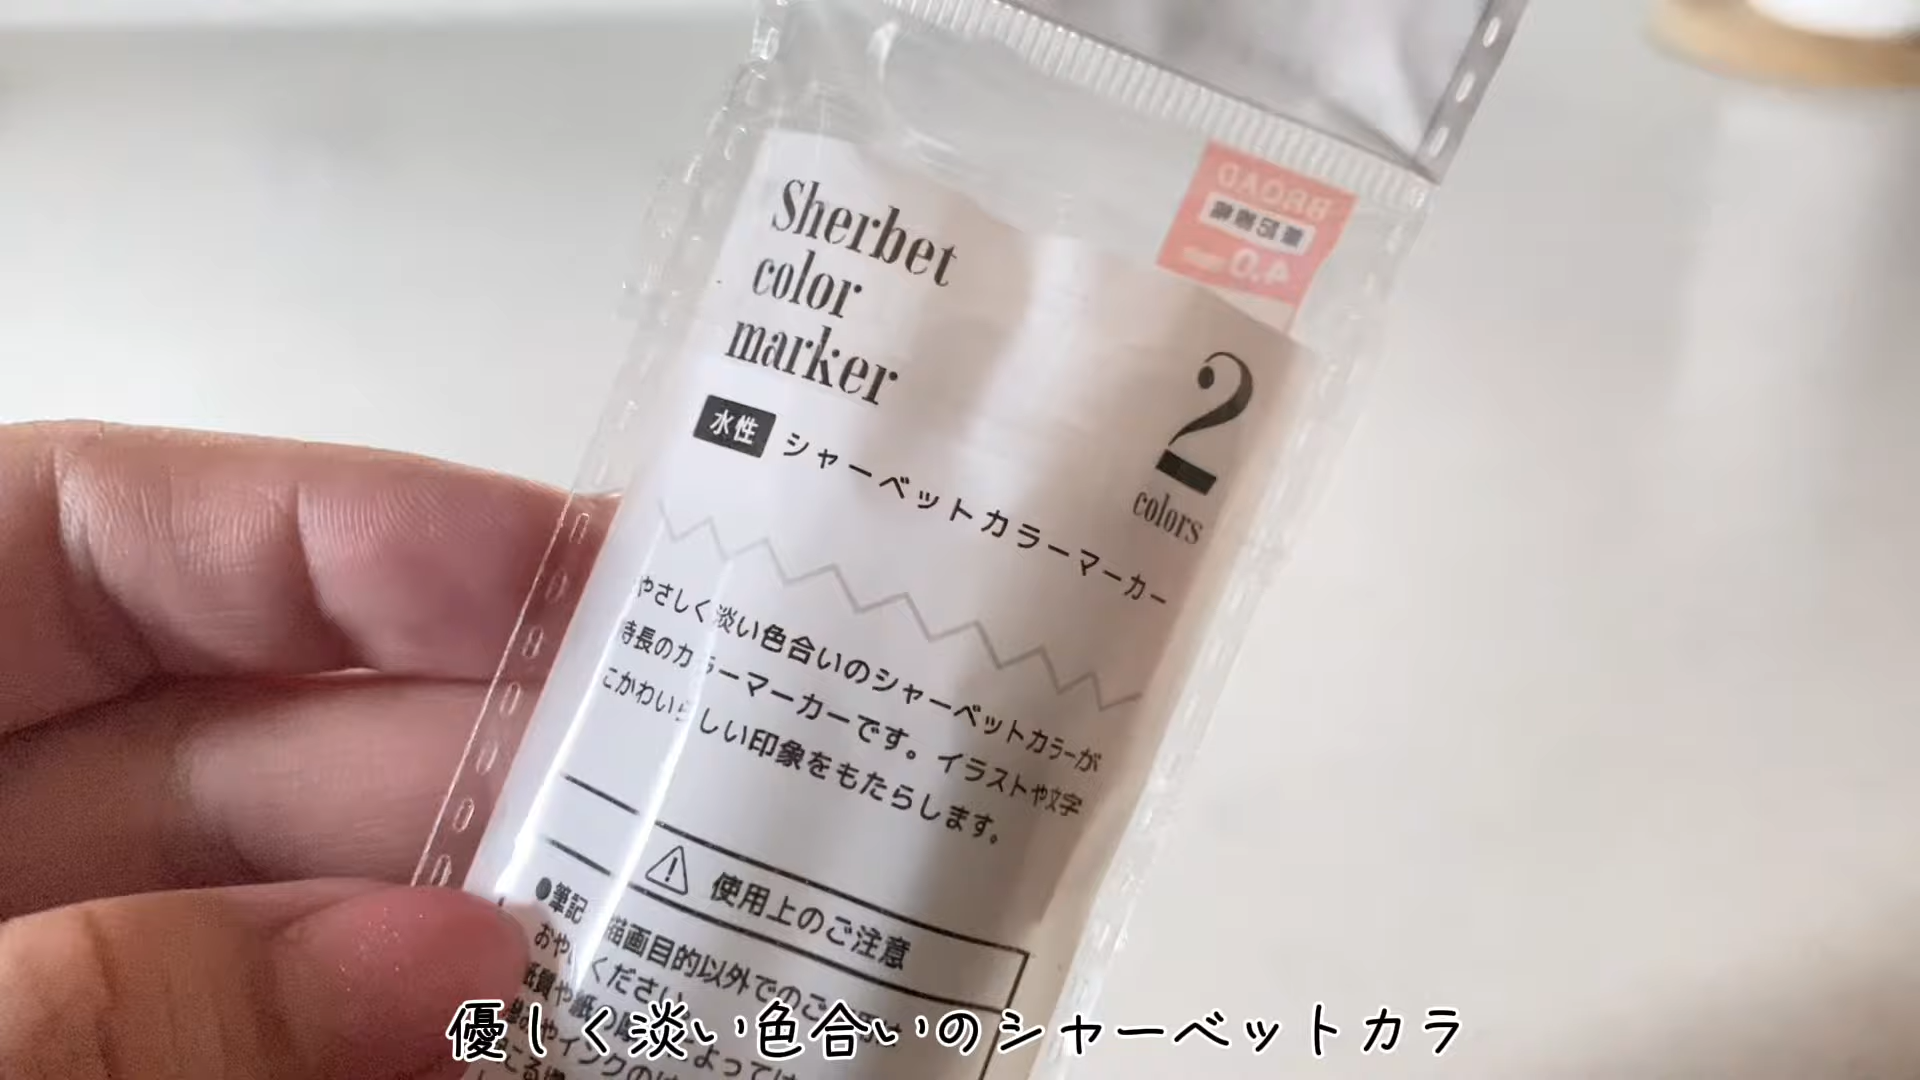 Sherbet
color
marker
BROAD
4.0
2
colors
水性 シャーベットカラーマーカー
やさしく淡い色合いのシャーベットカラーが
特長のカラーマーカーです。イラストや文字
にかわいらしい印象をもたらします。
使用上のご注意
●筆記 描画目的以外でのご使用は
おやめください
優しく淡い色合いのシャーベットカラ